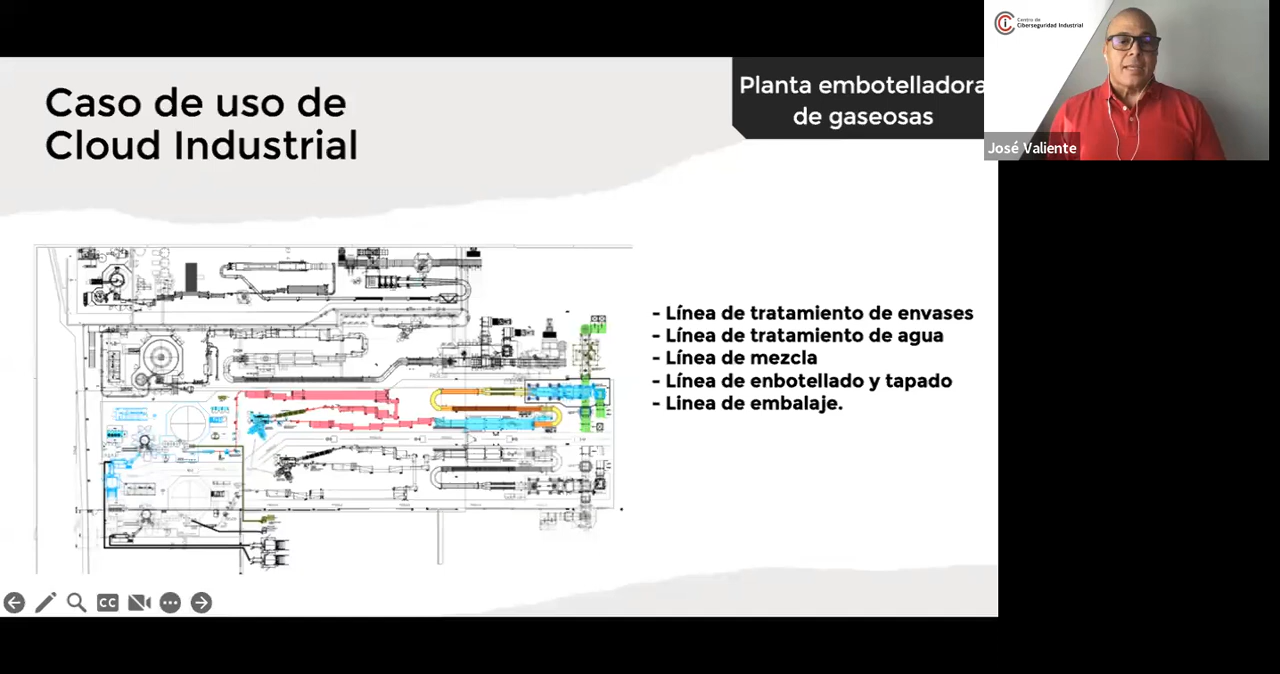 Caso de uso de
Cloud Industrial
Planta embotelladora
de gaseosas
Centro de
Ciberseguridad Industrial
José Valiente
- Línea de tratamiento de envases
- Línea de tratamiento de agua
- Línea de mezcla
- Línea de enbotellado y tapado
- Linea de embalaje.
CC